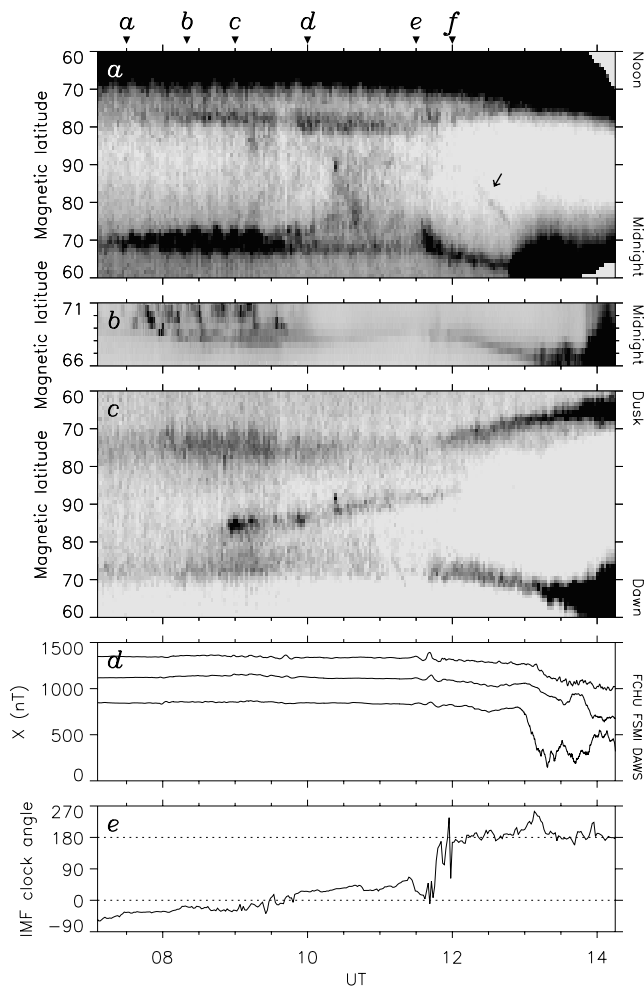 a b c d e f
a
60
70
80
90
80
70
60
Magnetic latitude
Noon
Midnight
b
71
66
Magnetic latitude
Midnight
c
60
70
80
90
80
70
60
Magnetic latitude
Dusk
Dawn
d
1500
1000
500
0
X (nT)
FCHU FSMI DAWS
e
270
180
90
0
-90
IMF clock angle
08 10 12 14
UT